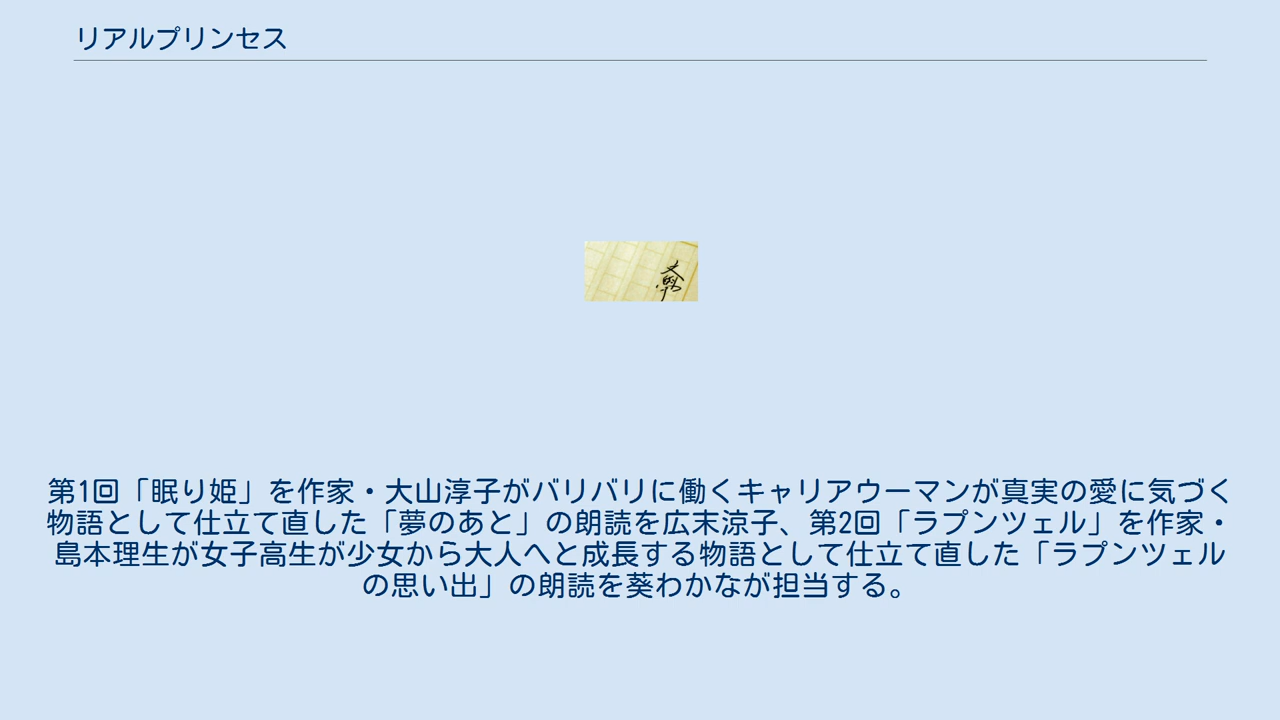 リアルプリンセス
第1回「眠り姫」を作家・大山淳子がバリバリに働くキャリアウーマンが真実の愛に気づく
物語として仕立て直した「夢のあと」の朗読を広末涼子、第2回「ラプンツェル」を作家・
島本理生が女子高生が少女から大人へと成長する物語として仕立て直した「ラプンツェル
の思い出」の朗読を葵わかなが担当する。